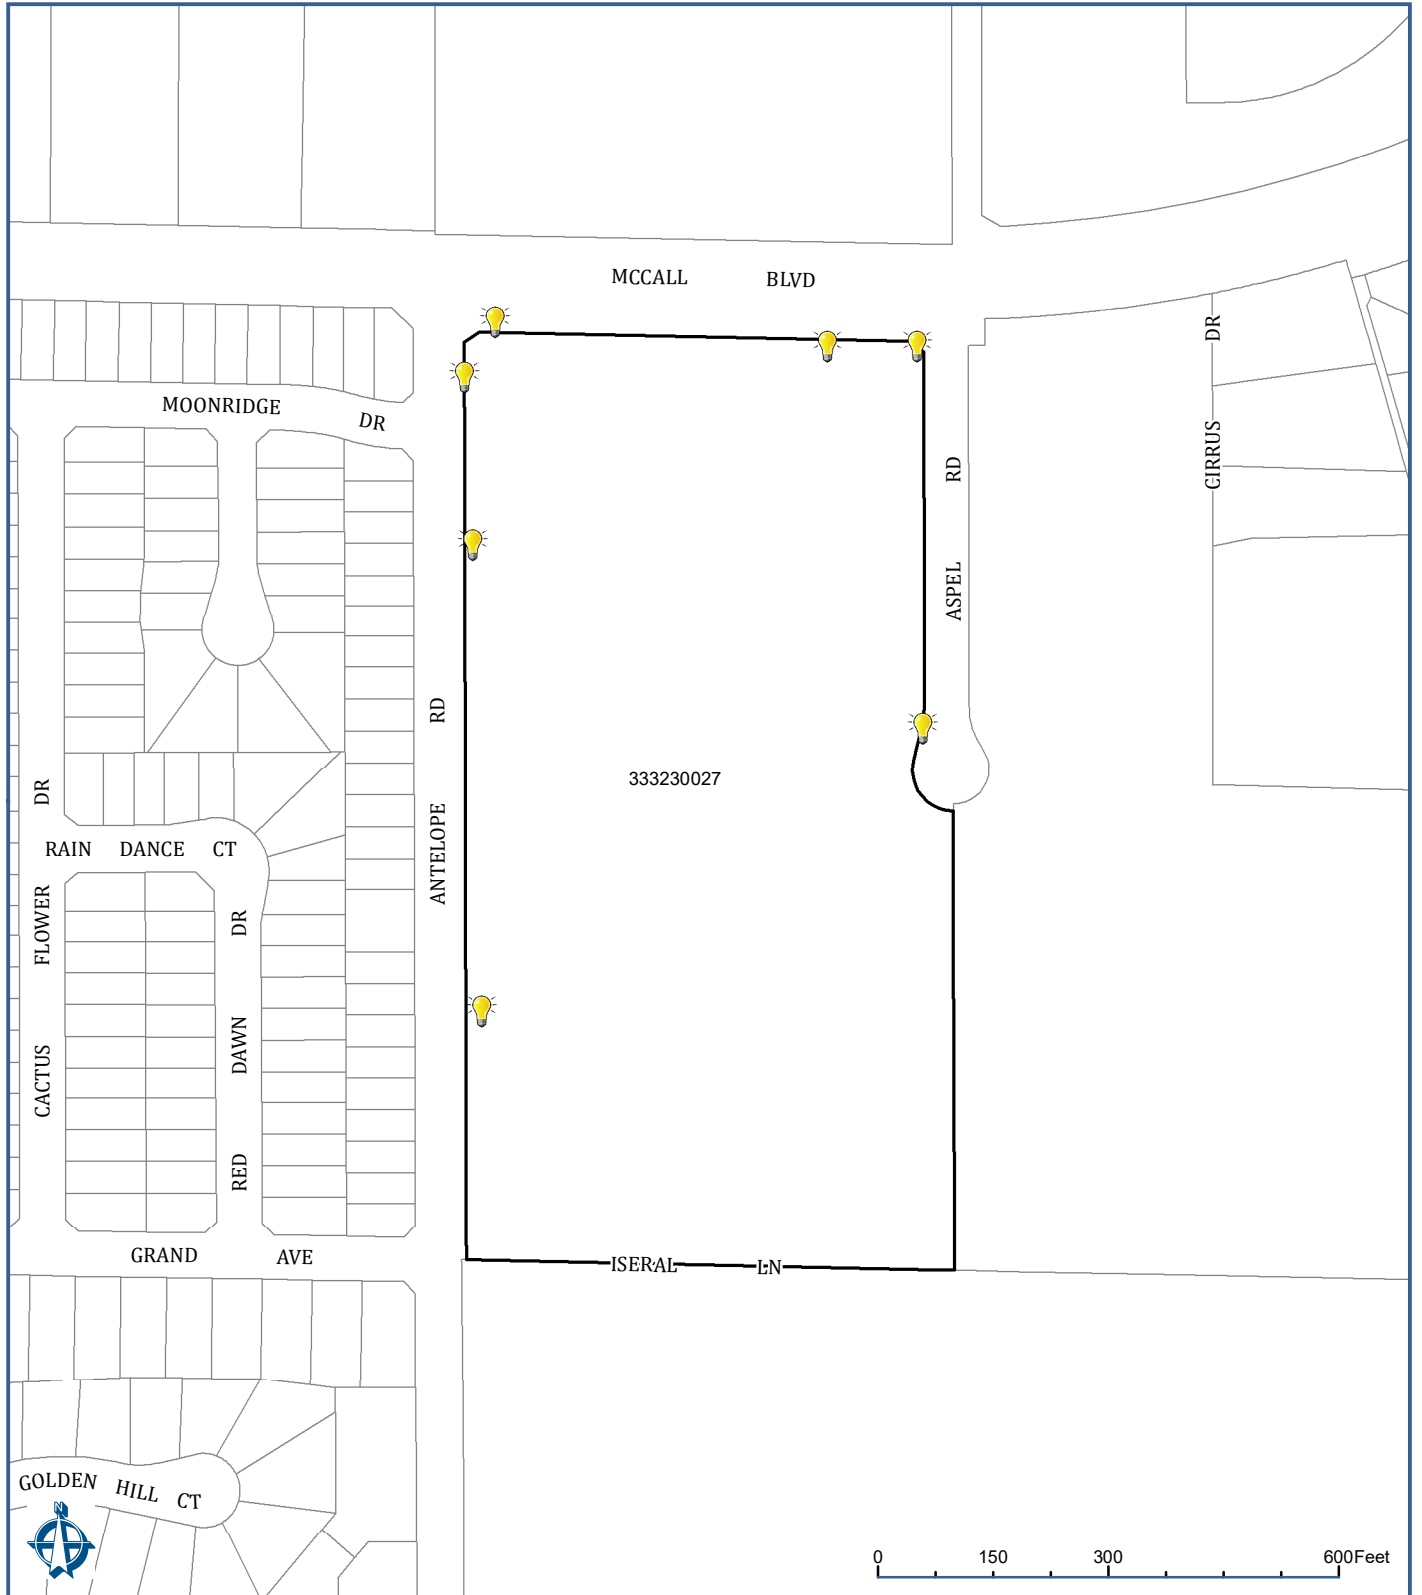 MCCALL BLVD
MOONRIDGE DR
CIRRUS DR
ASPEL RD
ANTELOPE RD
333230027
RAIN DANCE CT
CACTUS FLOWER DR
RED DAWN DR
GRAND AVE
ISERAL LN
GOLDEN HILL CT
N
0 150 300 600Feet